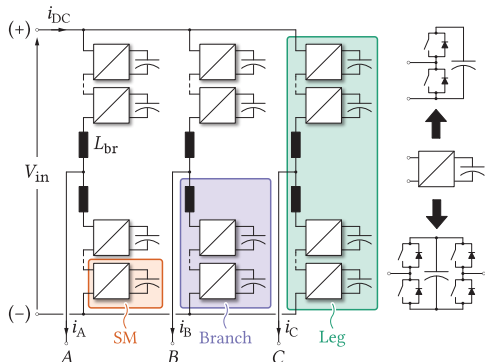 (+) i_DC
L_br
V_in
(−)
i_A i_B i_C
SM Branch Leg
A B C